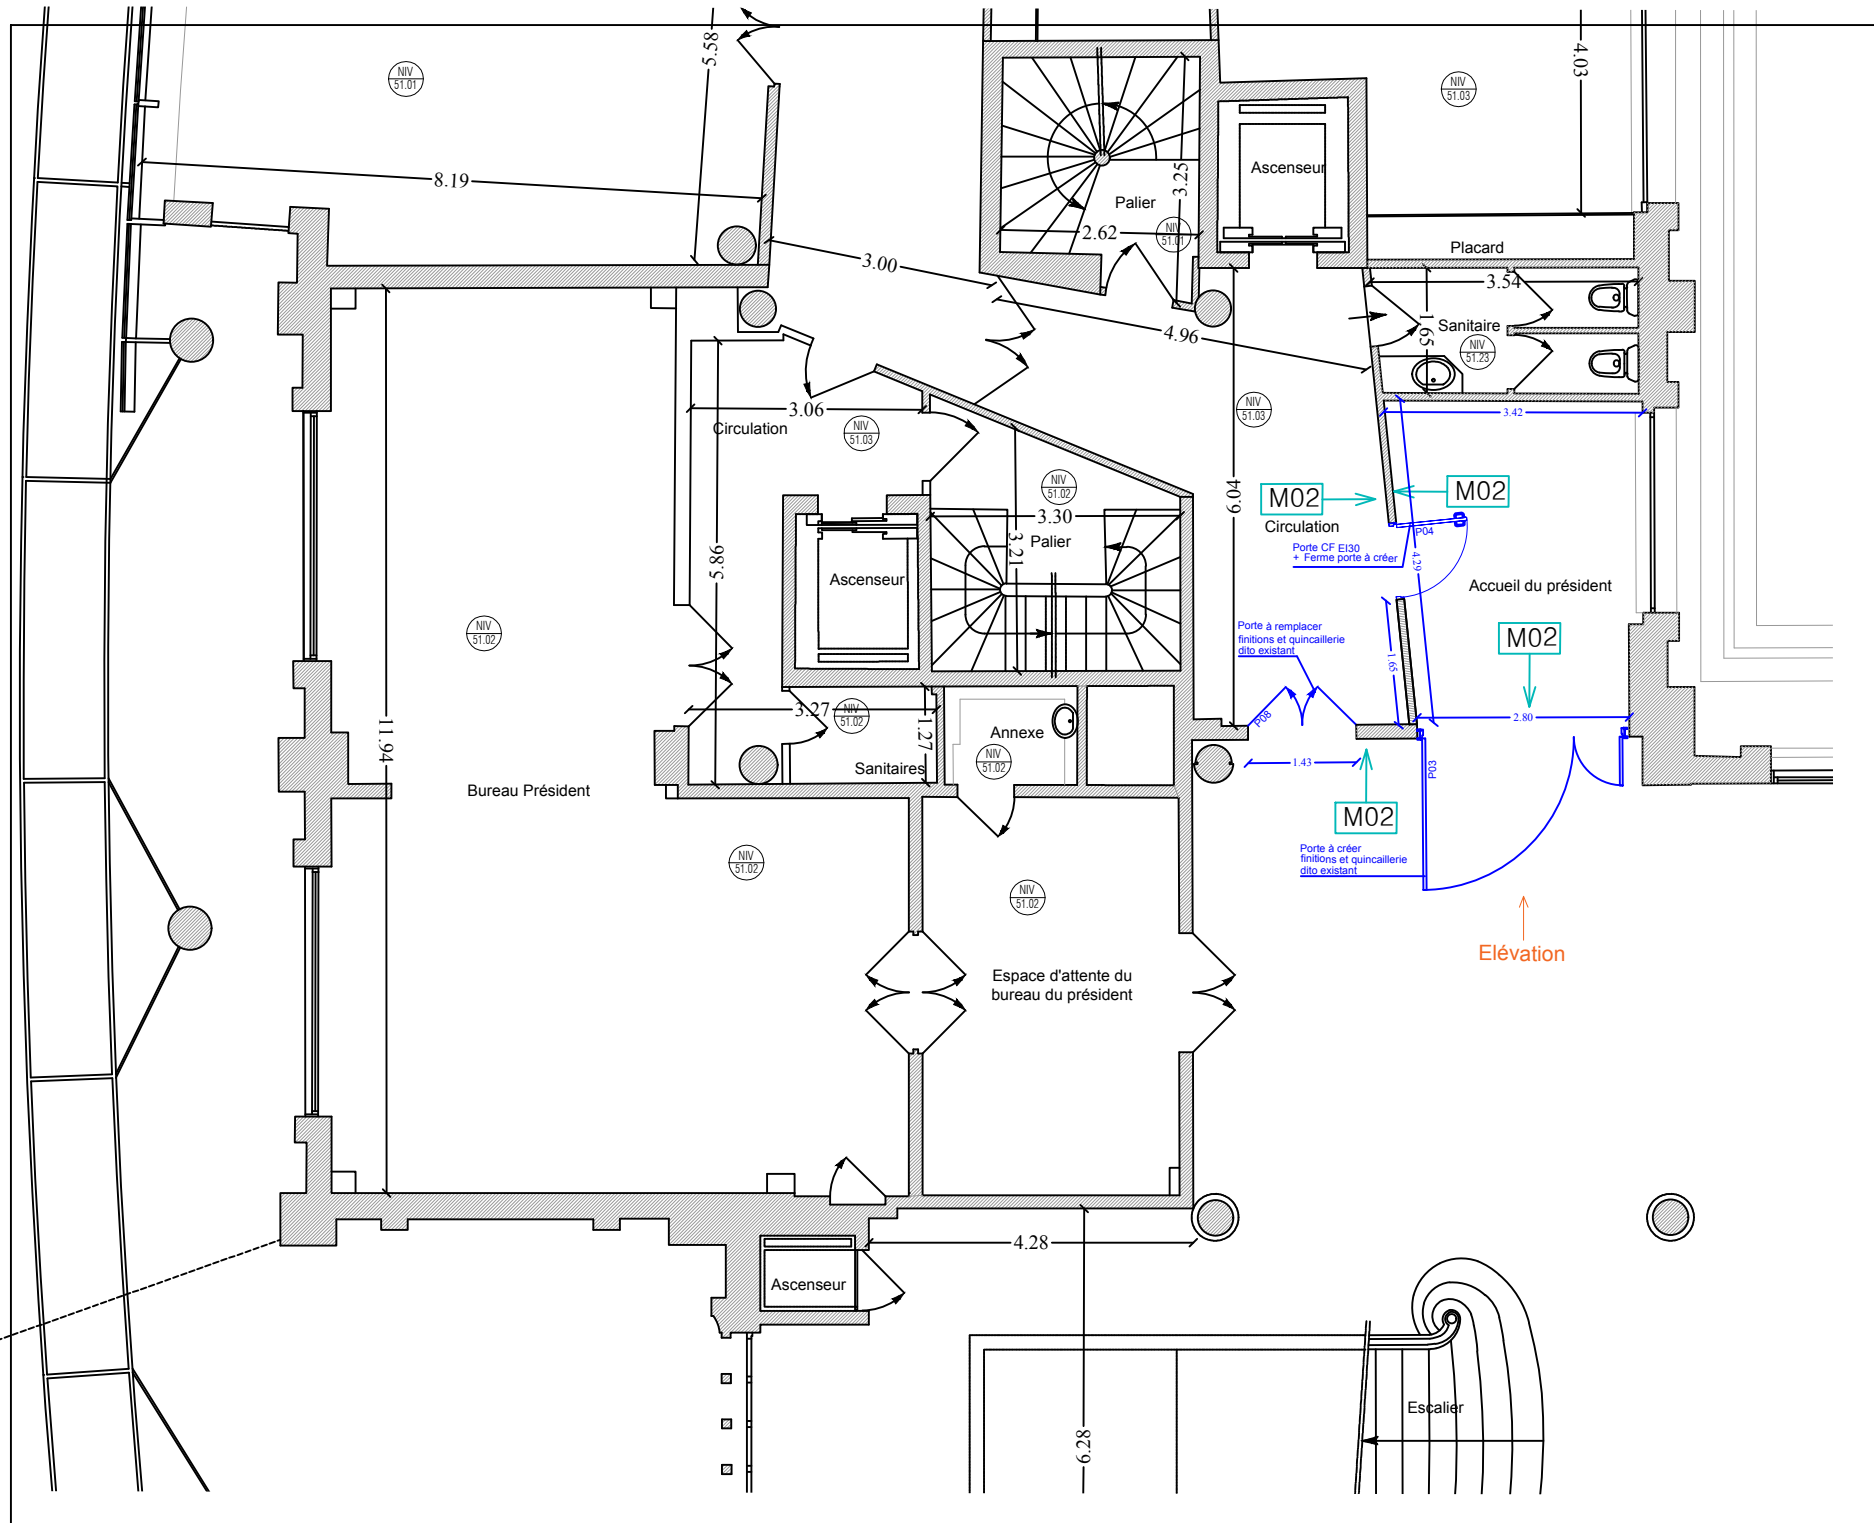 5.58
4.03
NIV
51.01
NIV
51.03
8.19
3.25
Ascenseur
Palier
2.62
NIV
51.01
Placard
3.00
3.54
4.96
1.65
Sanitaire
NIV
51.23
3.06
Circulation
NIV
51.03
NIV
51.03
3.42
NIV
51.02
6.04
M02
M02
3.30
3.21
Palier
Circulation
P04
Porte CF EI30
+ Ferme porte à créer
4.29
5.86
Ascenseur
Accueil du président
NIV
51.02
Porte à remplacer
finitions et quincaillerie
dito existant
M02
1.65
3.27
NIV
51.02
1.27
P08
2.80
11.94
Annexe
NIV
51.02
Sanitaires
1.43
P03
Bureau Président
M02
NIV
51.02
Porte à créer
finitions et quincaillerie
dito existant
NIV
51.02
Elévation
Espace d'attente du
bureau du président
4.28
Ascenseur
6.28
Escalier